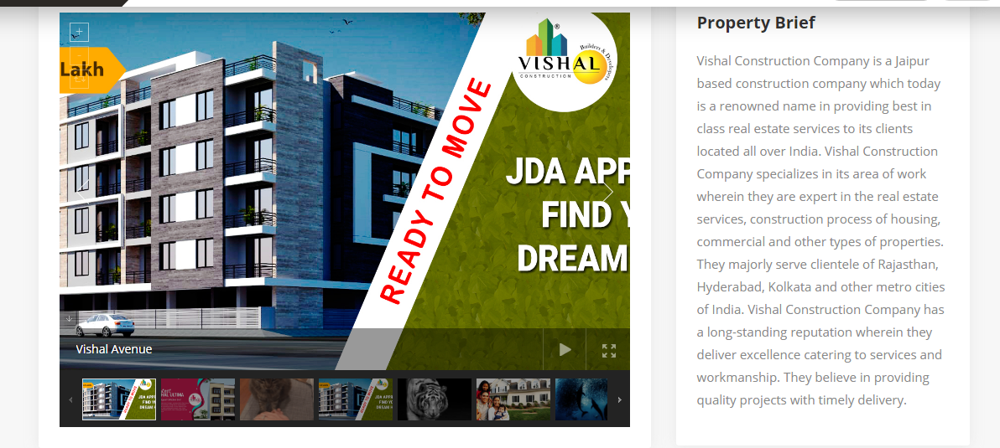 Lakh
READY TO MOVE
®
VISHAL
CONSTRUCTION
Builders & Developers
JDA APP
FIND Y
DREAM
Vishal Avenue
Property Brief
Vishal Construction Company is a Jaipur
based construction company which today
is a renowned name in providing best in
class real estate services to its clients
located all over India. Vishal Construction
Company specializes in its area of work
wherein they are expert in the real estate
services, construction process of housing,
commercial and other types of properties.
They majorly serve clientele of Rajasthan,
Hyderabad, Kolkata and other metro cities
of India. Vishal Construction Company has
a long-standing reputation wherein they
deliver excellence catering to services and
workmanship. They believe in providing
quality projects with timely delivery.